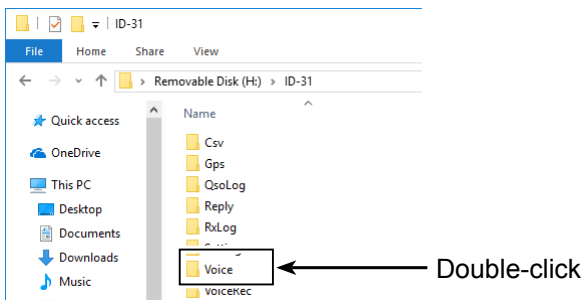 ID-31
File Home Share View
Removable Disk (H:) > ID-31
Name
Quick access
OneDrive
This PC
Desktop
Documents
Downloads
Music
Csv
Gps
QsoLog
Reply
RxLog
Voice
VoiceRec
Double-click